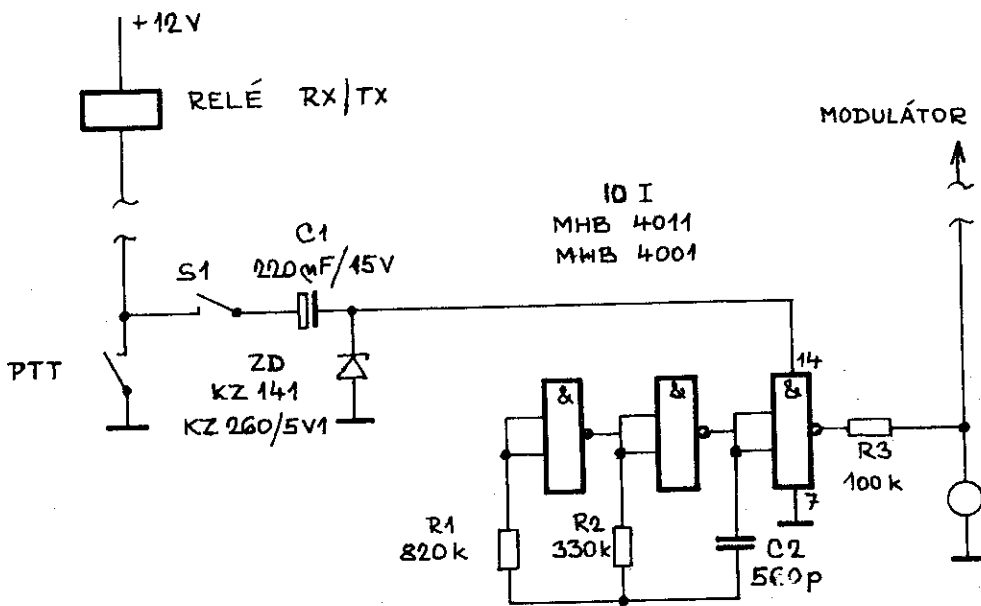 +12V
RELÉ RX/TX
MODULÁTOR
IO I
MHB 4011
MHB 4001
C1
220mF/15V
S1
PTT
ZD
KZ 141
KZ 260/5V1
&
&
&
14
7
R3
100k
R1
820k
R2
330k
C2
560p